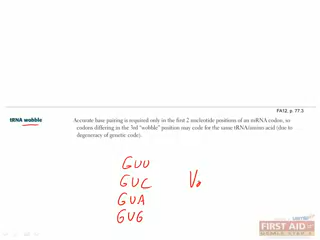 FA12, p. 77.3
tRNA wobble
Accurate base pairing is required only in the first 2 nucleotide positions of an mRNA codon, so
codons differing in the 3rd "wobble" position may code for the same tRNA/amino acid (due to
degeneracy of genetic code).
GUU
GUC
GUA
GUG
FIRST AID